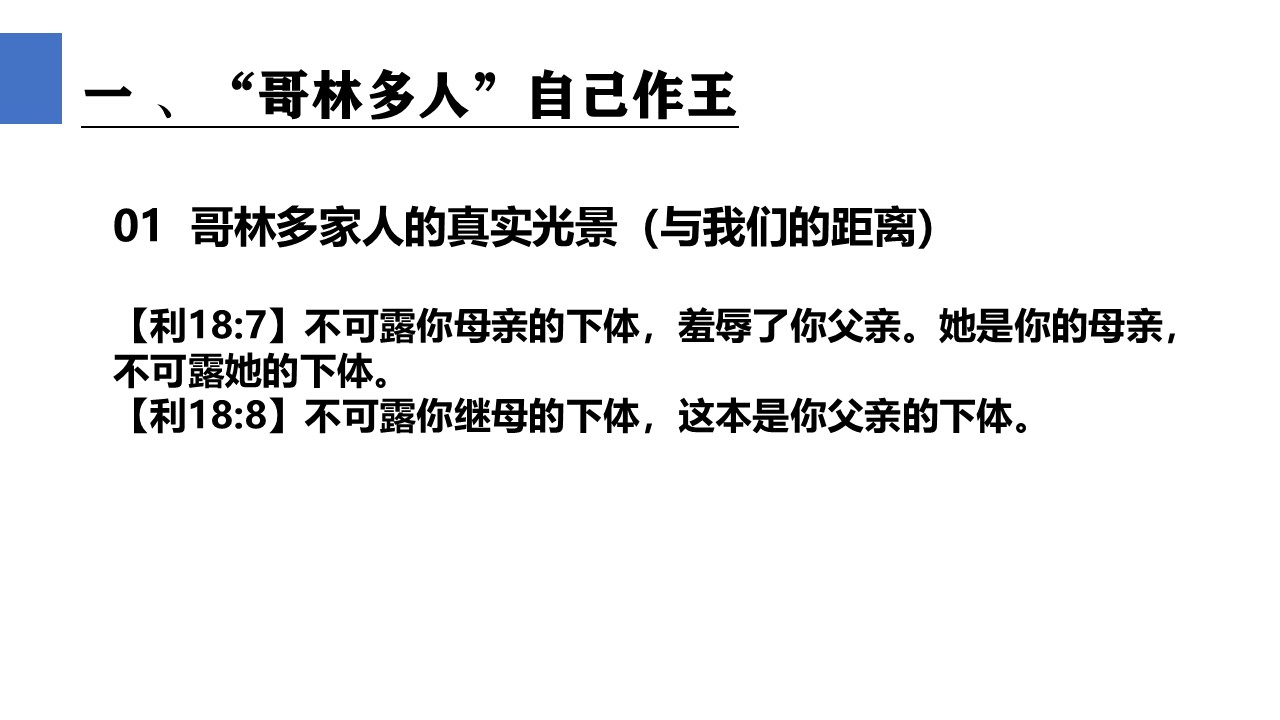 一 、“哥林多人”自己作王
01 哥林多家人的真实光景（与我们的距离）
【利18:7】不可露你母亲的下体，羞辱了你父亲。她是你的母亲，
不可露她的下体。
【利18:8】不可露你继母的下体，这本是你父亲的下体。